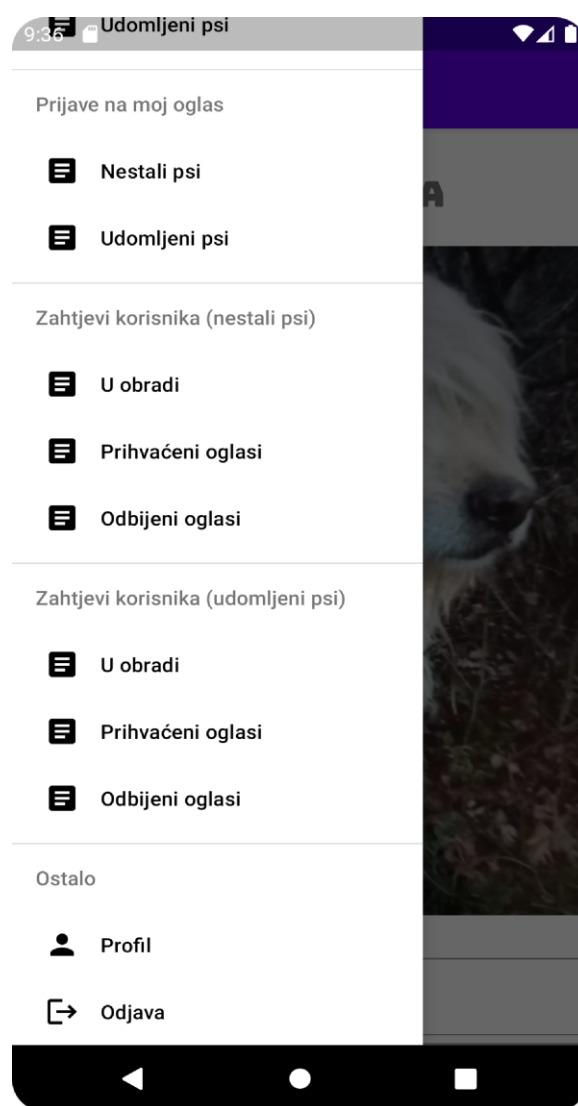 9:36
Udomljeni psi
Prijave na moj oglas
Nestali psi
Udomljeni psi
A
Zahtjevi korisnika (nestali psi)
U obradi
Prihvaćeni oglasi
Odbijeni oglasi
Zahtjevi korisnika (udomljeni psi)
U obradi
Prihvaćeni oglasi
Odbijeni oglasi
Ostalo
Profil
Odjava